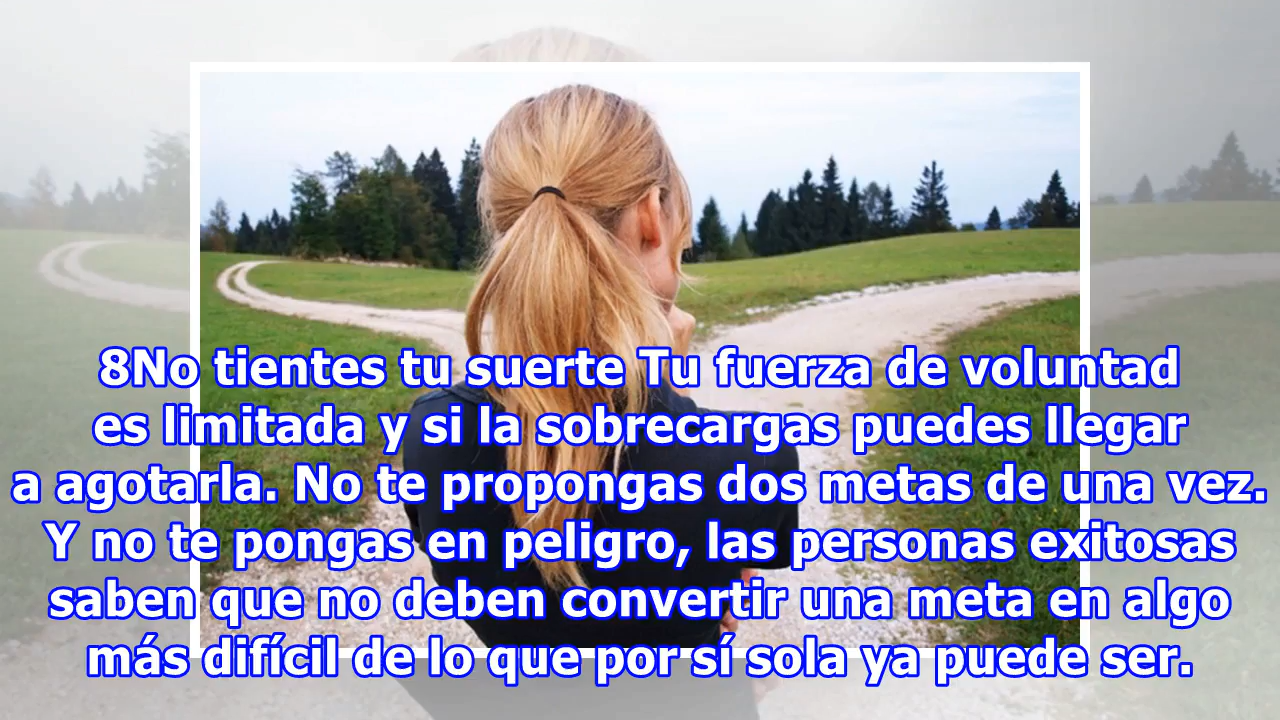 8No tientes tu suerte Tu fuerza de voluntad
es limitada y si la sobrecargas puedes llegar
a agotarla. No te propongas dos metas de una vez.
Y no te pongas en peligro, las personas exitosas
saben que no deben convertir una meta en algo
más difícil de lo que por sí sola ya puede ser.